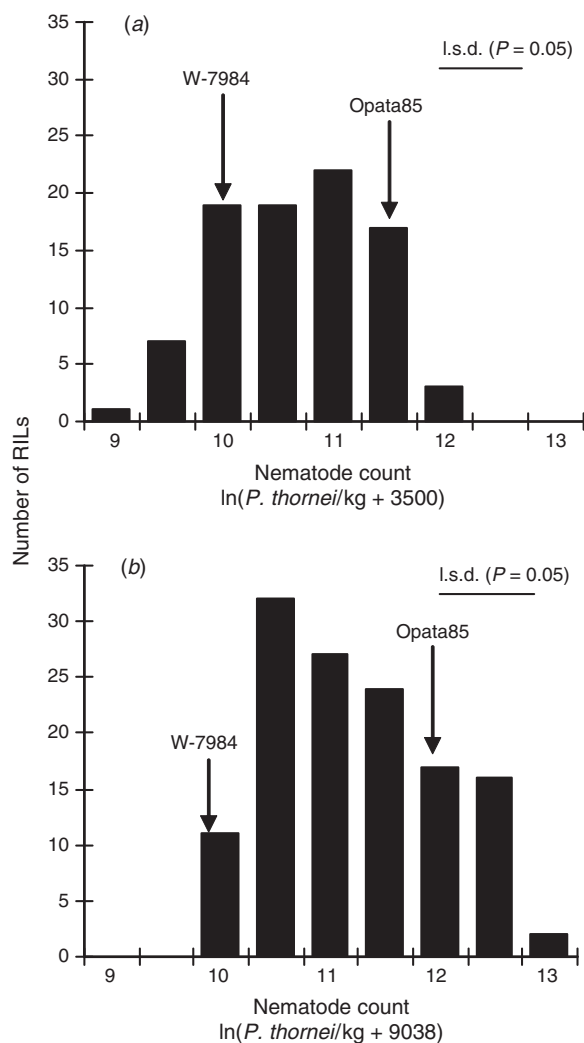 (a)
l.s.d. (P = 0.05)
W-7984
Opata85
35
30
25
20
15
10
5
0
9 10 11 12 13
Nematode count
ln(P. thornei/kg + 3500)
Number of RILs
(b)
l.s.d. (P = 0.05)
Opata85
W-7984
35
30
25
20
15
10
5
0
9 10 11 12 13
Nematode count
ln(P. thornei/kg + 9038)